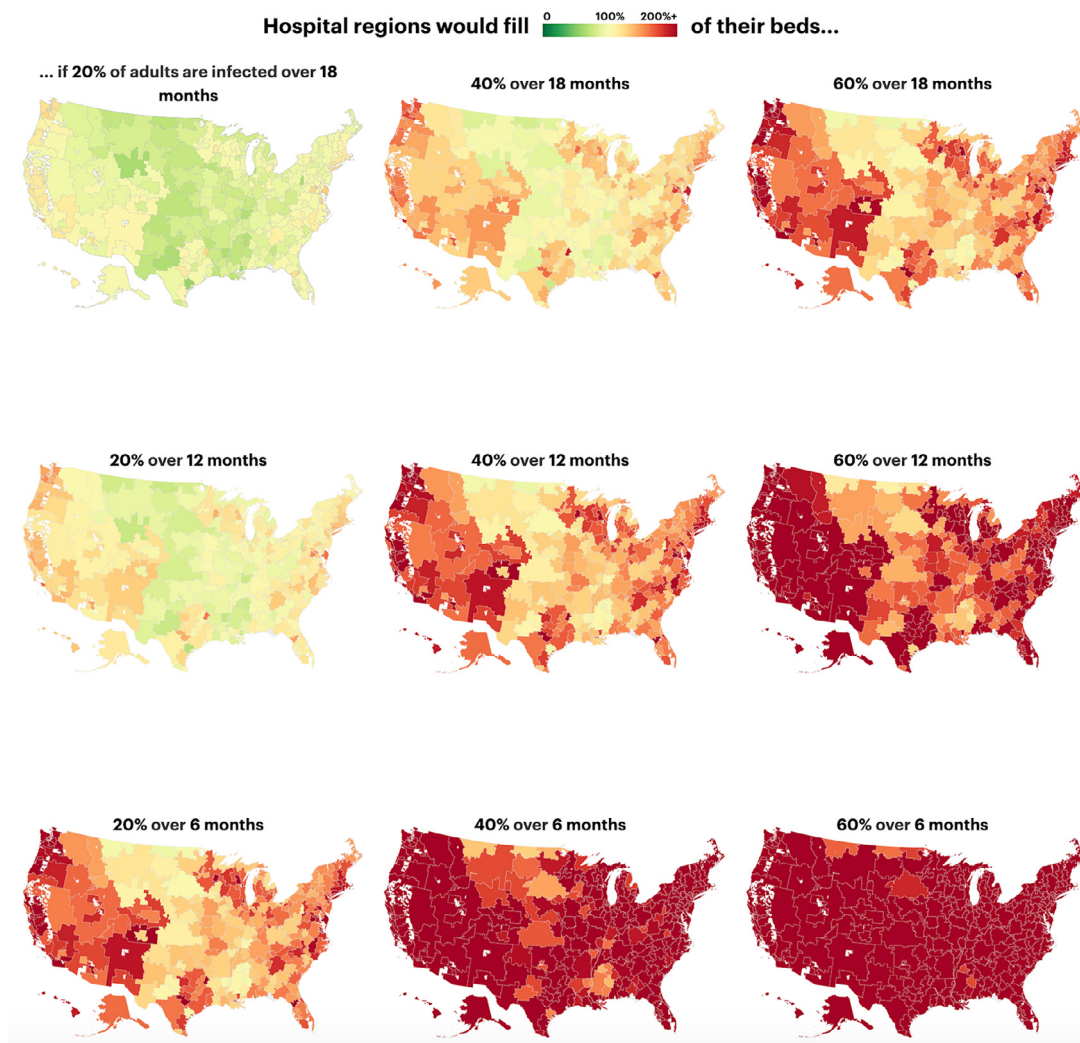 Hospital regions would fill 0 100% 200%+ of their beds...
... if 20% of adults are infected over 18
months
40% over 18 months
60% over 18 months
20% over 12 months
40% over 12 months
60% over 12 months
20% over 6 months
40% over 6 months
60% over 6 months